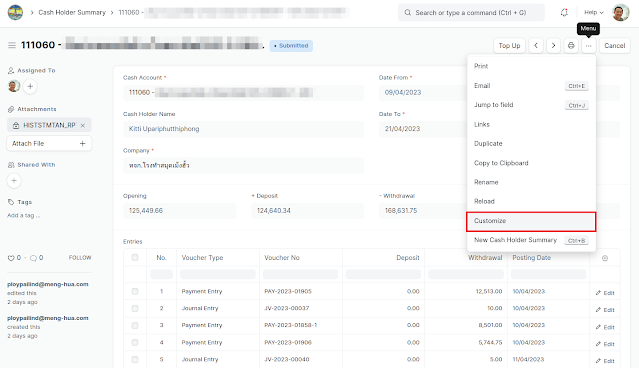 Cash Holder Summary
111060 -
Search or type a command (Ctrl + G)
Help
Menu
111060 -
Submitted
Top Up
Cancel
Assigned To
Attachments
HISTSTMTAN_RP
Attach File
Shared With
Tags
Add a tag ...
0
0
FOLLOW
ploypailind@meng-hua.com
edited this
2 days ago
ploypailind@meng-hua.com
created this
2 days ago
Cash Account *
111060 -
Date From *
09/04/2023
Cash Holder Name
Kitti Upariphutthiphong
Date To *
21/04/2023
Company *
หจก.โรงทำสมุดเม้งฮั้ว
Opening
+ Deposit
- Withdrawal
125,449.66
124,640.34
168,631.75
Print
Email Ctrl+E
Jump to field Ctrl+J
Links
Duplicate
Copy to Clipboard
Rename
Reload
Customize
New Cash Holder Summary Ctrl+B
Entries
No. Voucher Type Voucher No Deposit Withdrawal Posting Date
1 Payment Entry PAY-2023-01905 0.00 12,513.00 10/04/2023 Edit
2 Journal Entry JV-2023-00037 0.00 10.00 10/04/2023 Edit
3 Payment Entry PAY-2023-01858-1 0.00 8,501.00 10/04/2023 Edit
4 Payment Entry PAY-2023-01906 0.00 5,744.75 10/04/2023 Edit
5 Journal Entry JV-2023-00040 0.00 5.00 11/04/2023 Edit